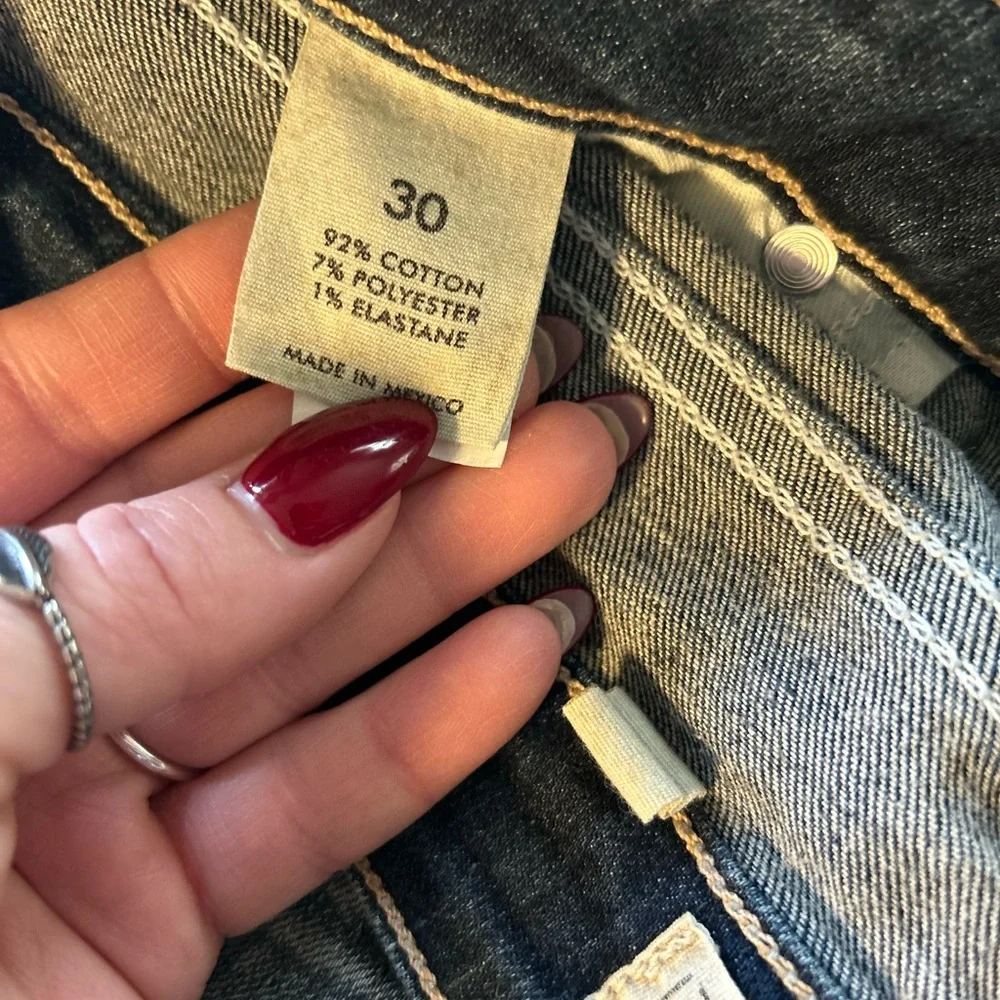 30
92% COTTON
7% POLYESTER
1% ELASTANE
MADE IN MEXICO